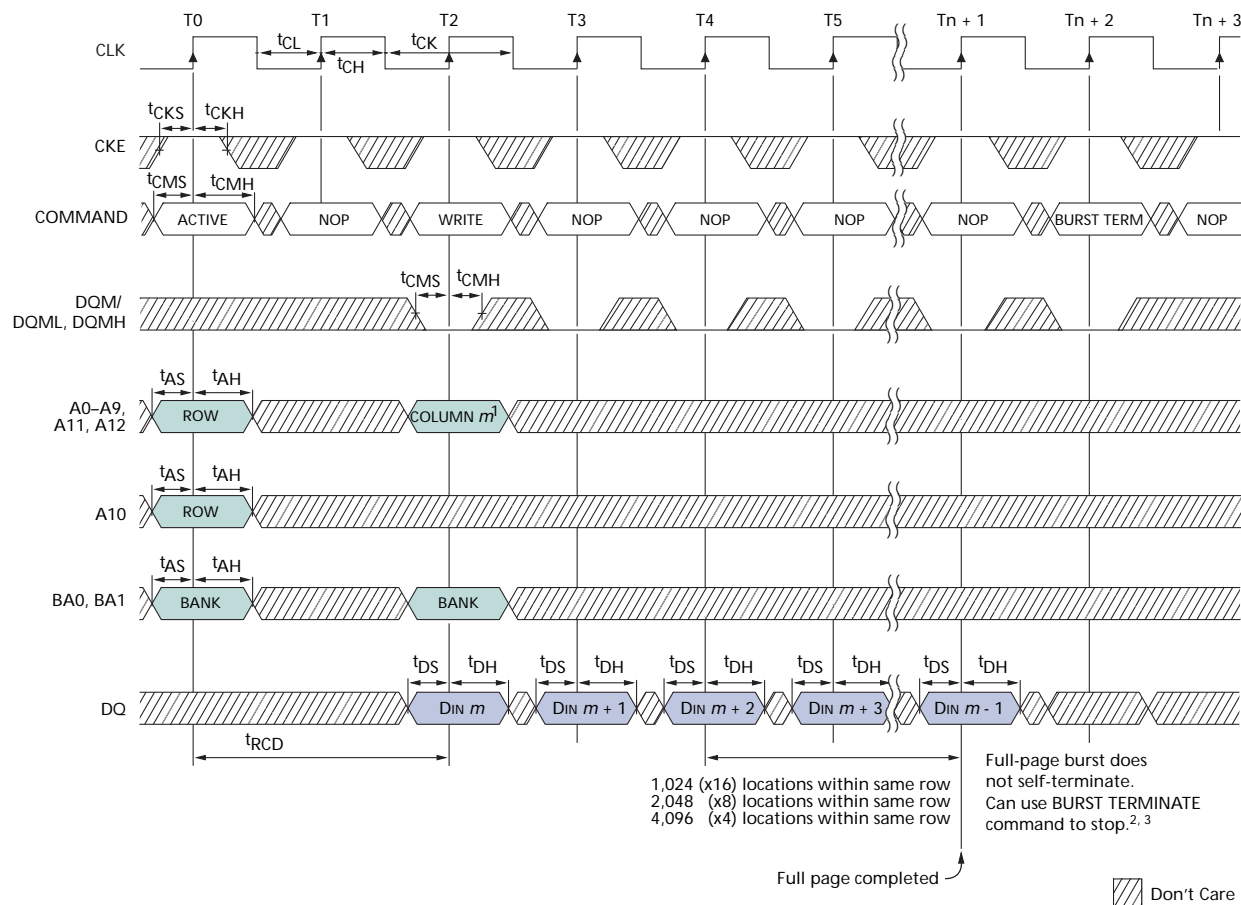 T0 T1 T2 T3 T4 T5 Tn + 1 Tn + 2 Tn + 3
CLK
tCL tCK
tCH
tCKS tCKH
CKE
tCMS tCMH
COMMAND ACTIVE NOP WRITE NOP NOP NOP NOP BURST TERM NOP
tCMS tCMH
DQM/
DQML, DQMH
tAS tAH
A0–A9,
A11, A12
ROW COLUMN m1
tAS tAH
A10 ROW
tAS tAH
BA0, BA1 BANK BANK
tDS tDH tDS tDH tDS tDH tDS tDH tDS tDH
DQ DIN m DIN m + 1 DIN m + 2 DIN m + 3 DIN m - 1
tRCD
1,024 (x16) locations within same row
2,048 (x8) locations within same row
4,096 (x4) locations within same row
Full-page burst does
not self-terminate.
Can use BURST TERMINATE
command to stop.2, 3
Full page completed
Don't Care